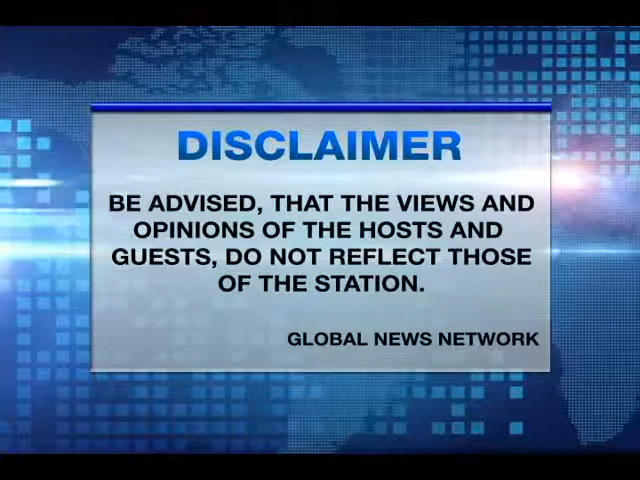 DISCLAIMER
BE ADVISED, THAT THE VIEWS AND
OPINIONS OF THE HOSTS AND
GUESTS, DO NOT REFLECT THOSE
OF THE STATION.
GLOBAL NEWS NETWORK